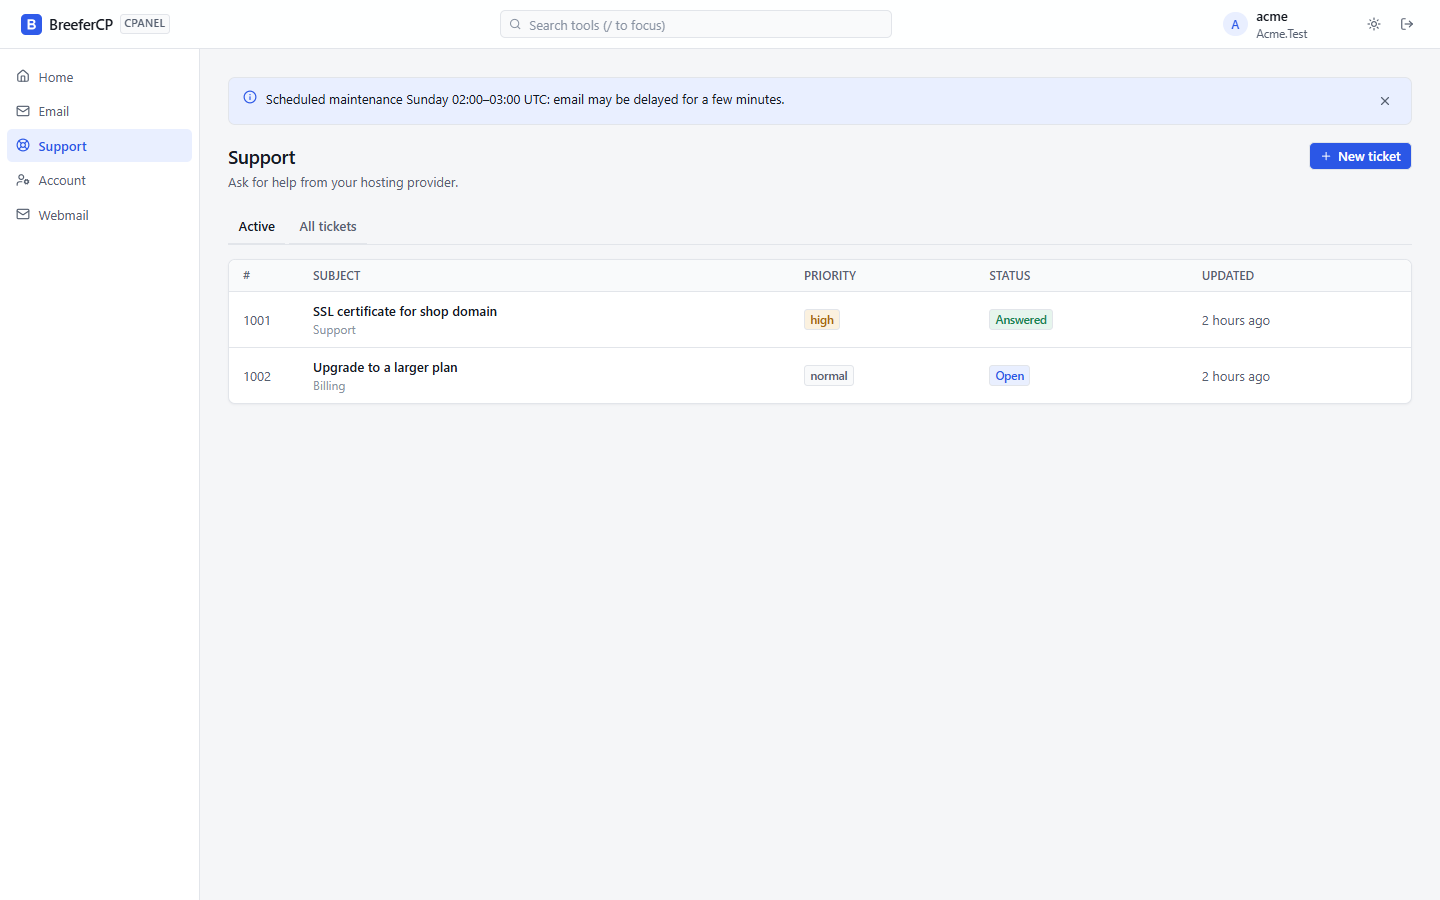 B BreeferCP CPANEL
Search tools (/ to focus)
A acme
Acme.Test
Home
Email
Support
Account
Webmail
Scheduled maintenance Sunday 02:00–03:00 UTC: email may be delayed for a few minutes.
Support
New ticket
Ask for help from your hosting provider.
Active All tickets
# SUBJECT PRIORITY STATUS UPDATED
1001 SSL certificate for shop domain high Answered 2 hours ago
Support
1002 Upgrade to a larger plan normal Open 2 hours ago
Billing